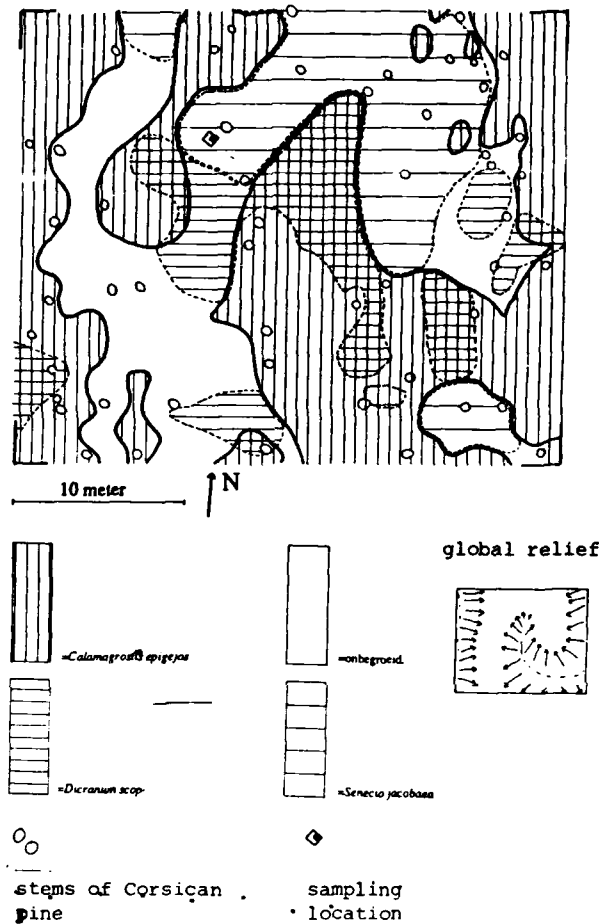 10 meter
N
global relief
=Calamagrostis epigejos
=onbegroeid.
=Dicranum scop.
=Senecio jacobaea
stems of Corsican
pine
sampling
location